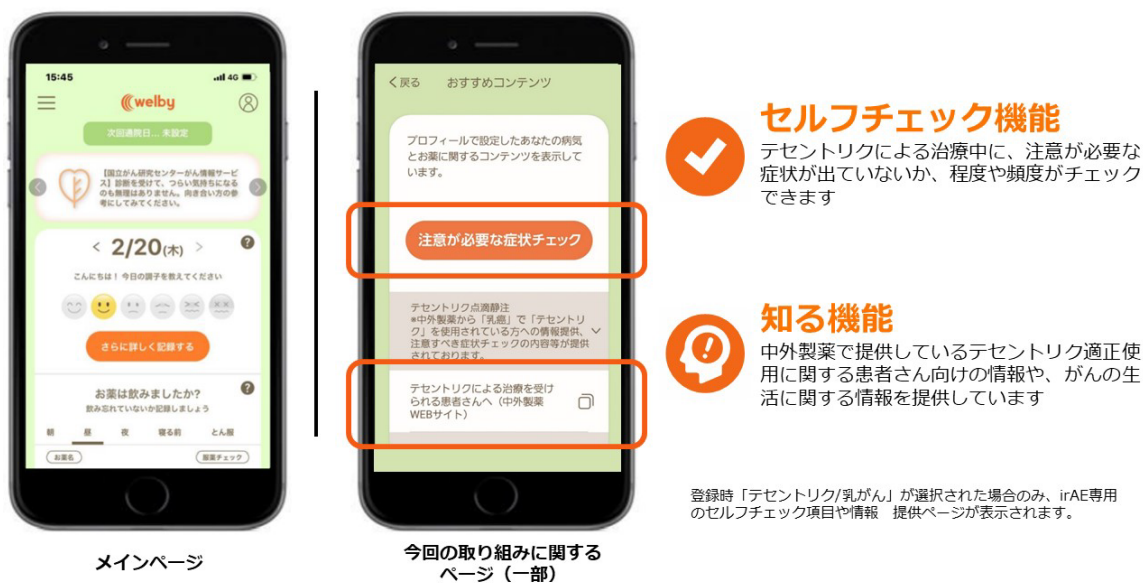 15:45
4G
welby
次回通院日... 未設定
【国立がん研究センターがん情報サービ
ス】診断を受けて、つらい気持ちになる
のも無理はありません。向き合い方の参
考にしてみてください。
< 2/20(木) >
?
こんにちは！ 今日の調子を教えてください
さらに詳しく記録する
お薬は飲みましたか?
?
飲み忘れていないか記録しましょう
朝 昼 夜 寝る前 とん服
お薬名
服薬チェック
メインページ
戻る おすすめコンテンツ
プロフィールで設定したあなたの病気
とお薬に関するコンテンツを表示して
います。
注意が必要な症状チェック
テセントリク点滴静注
*中外製薬から「乳癌」で「テセントリ
ク」を使用されている方への情報提供、
注意すべき症状チェックの内容等が提供
されております。
テセントリクによる治療を受け
られる患者さんへ（中外製薬
WEBサイト）
今回の取り組みに関する
ページ（一部）
セルフチェック機能
テセントリクによる治療中に、注意が必要な
症状が出ていないか、程度や頻度がチェック
できます
知る機能
中外製薬で提供しているテセントリク適正使
用に関する患者さん向けの情報や、がんの生
活に関する情報を提供しています
登録時「テセントリク/乳がん」が選択された場合のみ、irAE専用
のセルフチェック項目や情報　提供ページが表示されます。